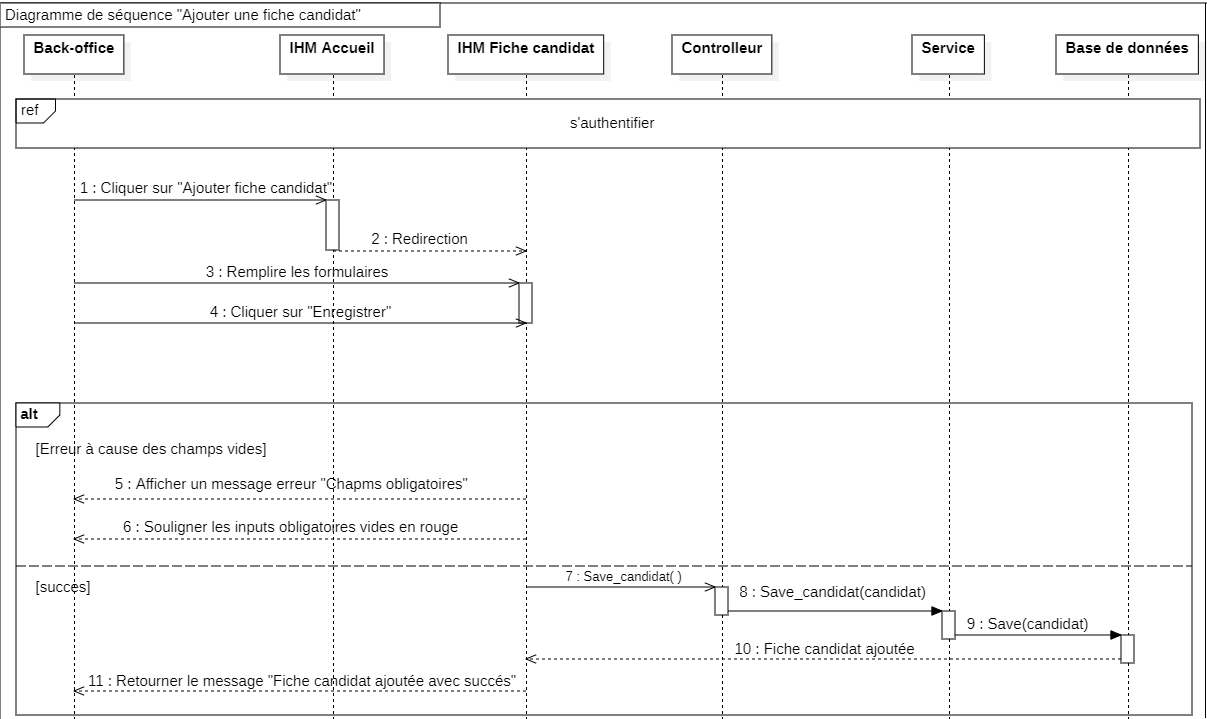 Diagramme de séquence "Ajouter une fiche candidat"
Back-office
IHM Accueil
IHM Fiche candidat
Controlleur
Service
Base de données
ref
s'authentifier
1 : Cliquer sur "Ajouter fiche candidat"
2 : Redirection
3 : Remplire les formulaires
4 : Cliquer sur "Enregistrer"
alt
[Erreur à cause des champs vides]
5 : Afficher un message erreur "Chapms obligatoires"
6 : Souligner les inputs obligatoires vides en rouge
[succès]
7 : Save_candidat( )
8 : Save_candidat(candidat)
9 : Save(candidat)
10 : Fiche candidat ajoutée
11 : Retourner le message "Fiche candidat ajoutée avec succés"